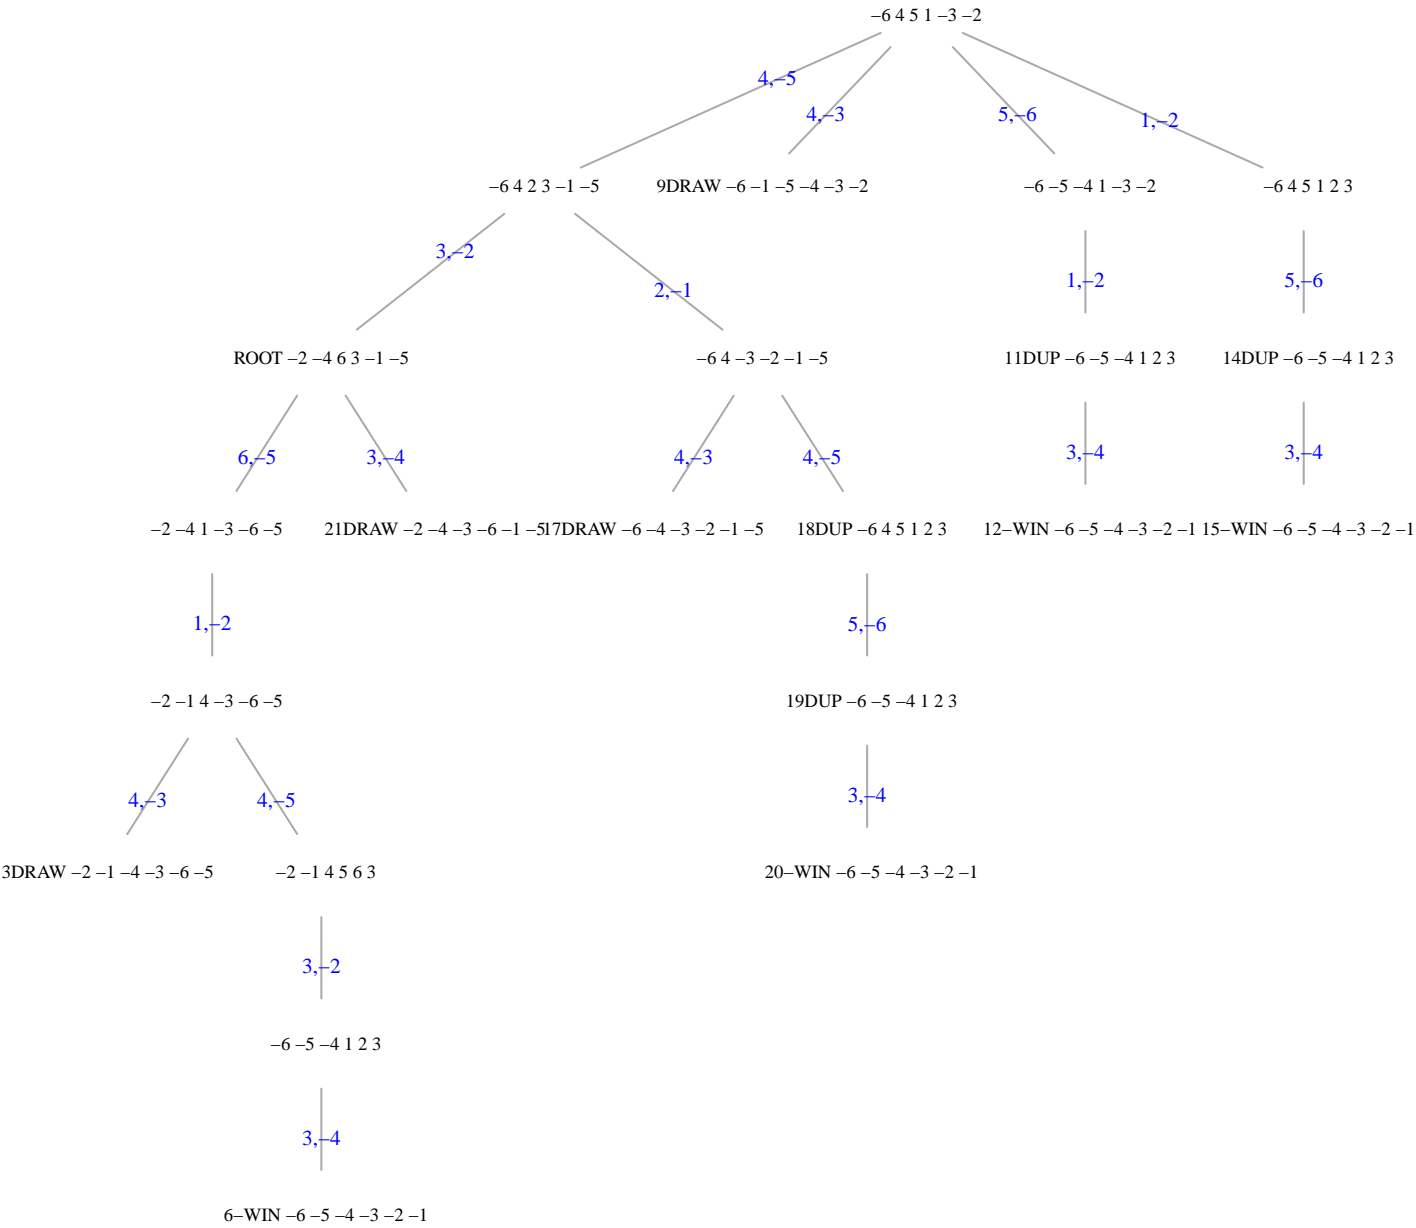 –6 4 5 1 –3 –2
4,–5
4,–3
5,–6
1,–2
–6 4 2 3 –1 –5
9DRAW –6 –1 –5 –4 –3 –2
–6 –5 –4 1 –3 –2
–6 4 5 1 2 3
3,–2
2,–1
1,–2
5,–6
ROOT –2 –4 6 3 –1 –5
–6 4 –3 –2 –1 –5
11DUP –6 –5 –4 1 2 3
14DUP –6 –5 –4 1 2 3
6,–5
3,–4
4,–3
4,–5
3,–4
3,–4
–2 –4 1 –3 –6 –5
21DRAW –2 –4 –3 –6 –1 –5
17DRAW –6 –4 –3 –2 –1 –5
18DUP –6 4 5 1 2 3
12–WIN –6 –5 –4 –3 –2 –1
15–WIN –6 –5 –4 –3 –2 –1
1,–2
5,–6
–2 –1 4 –3 –6 –5
19DUP –6 –5 –4 1 2 3
4,–3
4,–5
3,–4
3DRAW –2 –1 –4 –3 –6 –5
–2 –1 4 5 6 3
20–WIN –6 –5 –4 –3 –2 –1
3,–2
–6 –5 –4 1 2 3
3,–4
6–WIN –6 –5 –4 –3 –2 –1